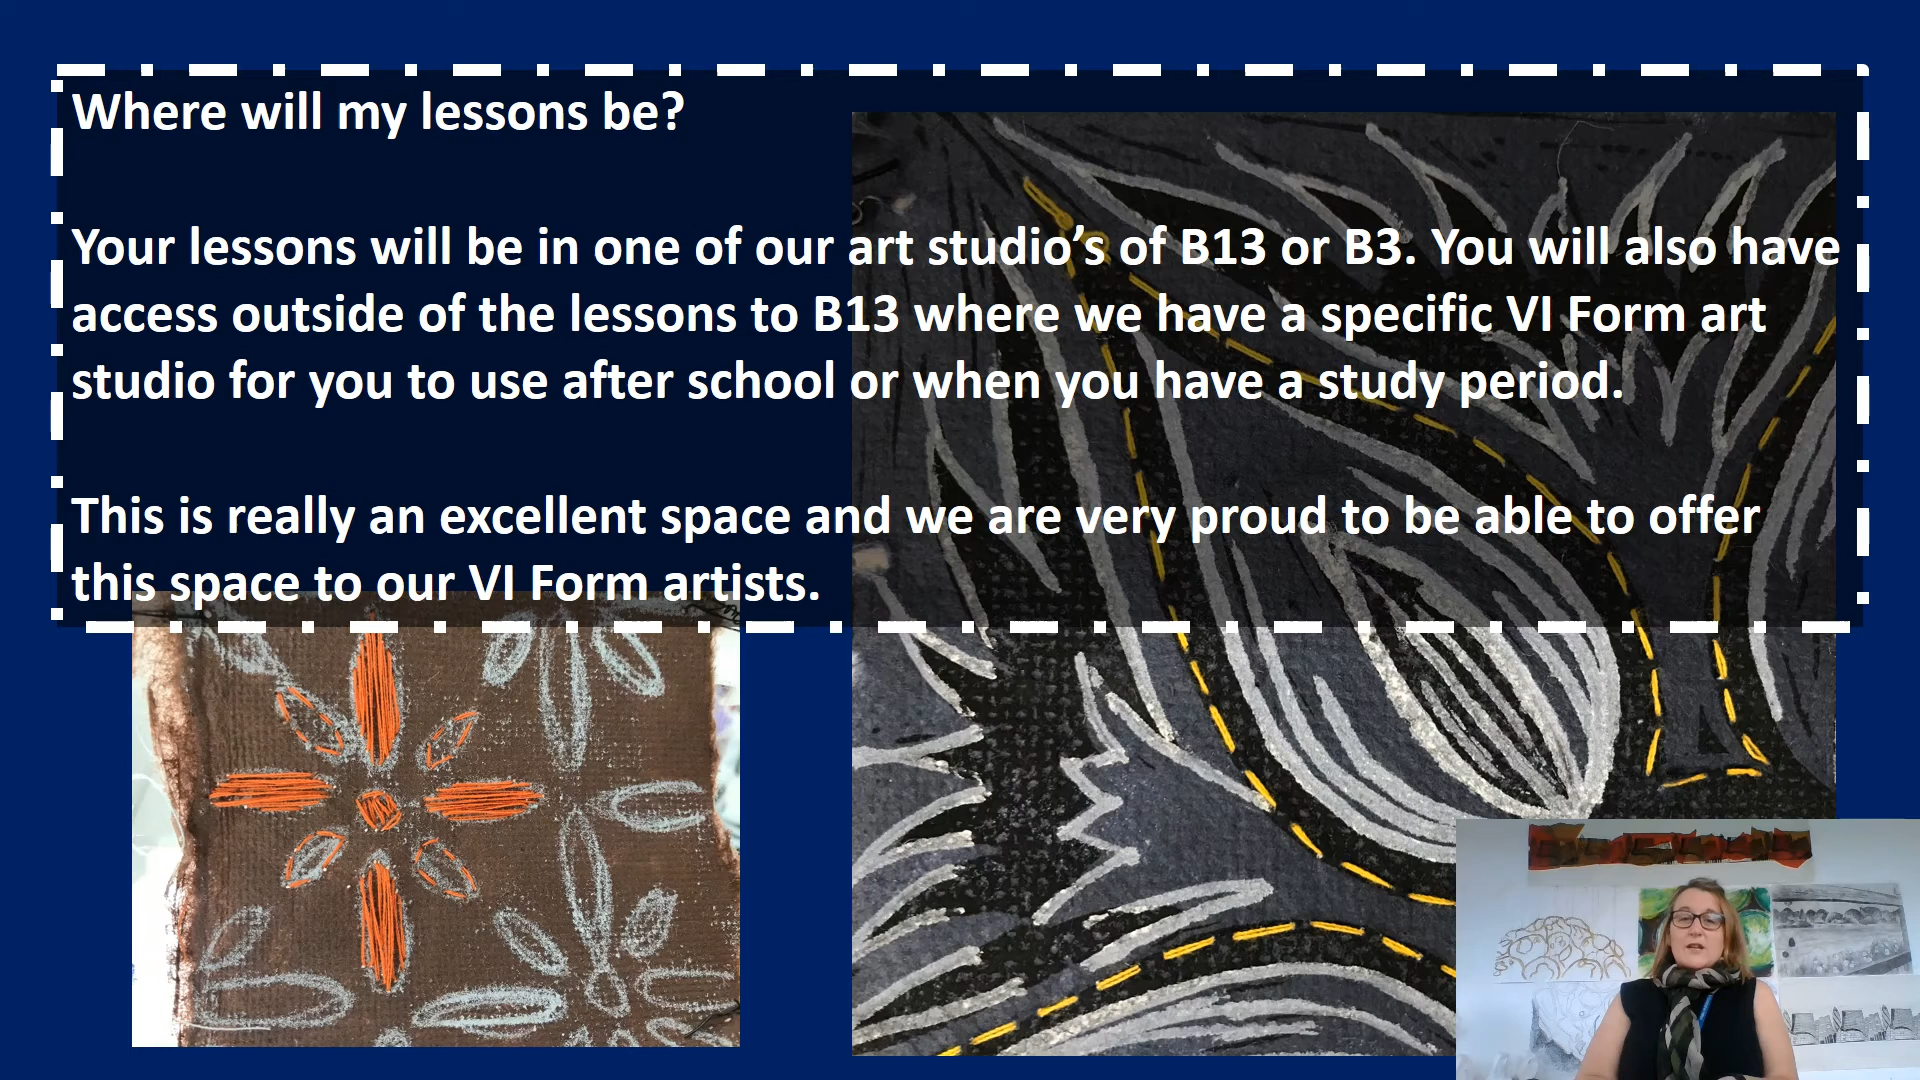 Where will my lessons be?
Your lessons will be in one of our art studio’s of B13 or B3. You will also have
access outside of the lessons to B13 where we have a specific VI Form art
studio for you to use after school or when you have a study period.
This is really an excellent space and we are very proud to be able to offer
this space to our VI Form artists.